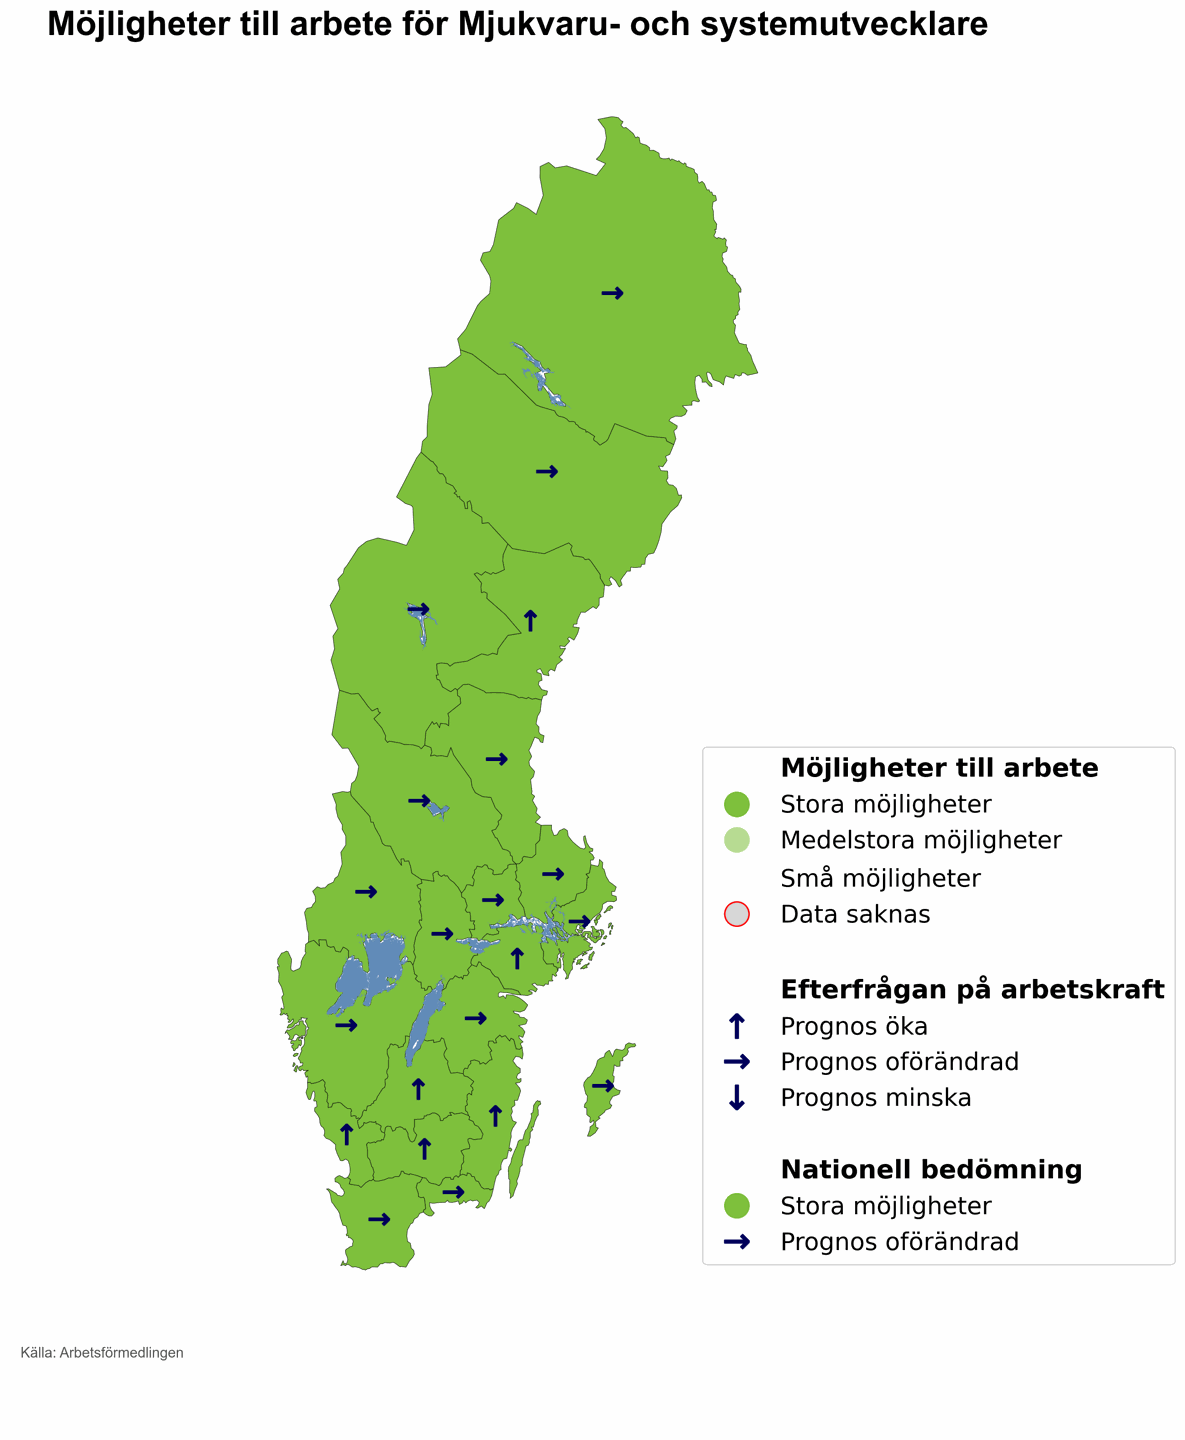 Möjligheter till arbete för Mjukvaru- och systemutvecklare
Möjligheter till arbete
Stora möjligheter
Medelstora möjligheter
Små möjligheter
Data saknas
Efterfrågan på arbetskraft
Prognos öka
Prognos oförändrad
Prognos minska
Nationell bedömning
Stora möjligheter
Prognos oförändrad
Källa: Arbetsförmedlingen